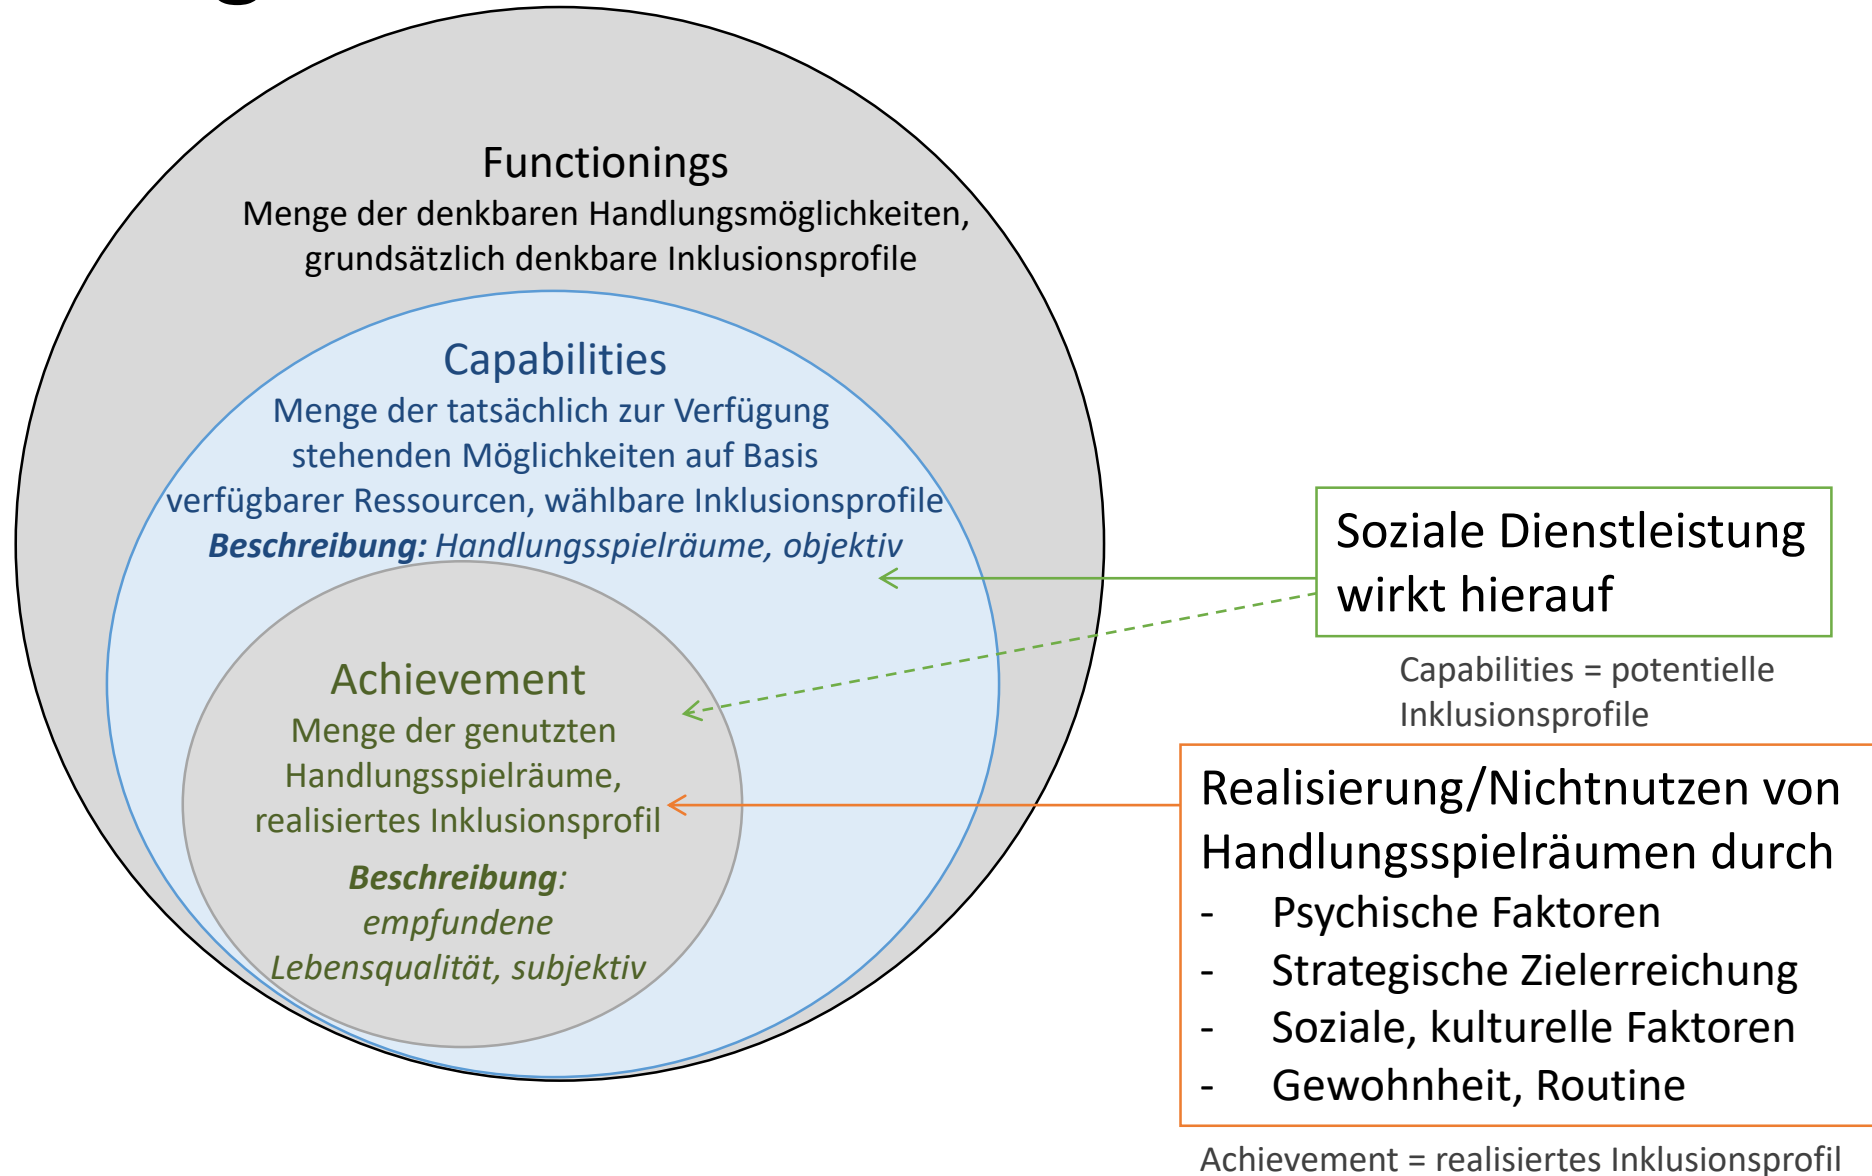 Functionings
Menge der denkbaren Handlungsmöglichkeiten,
grundsätzlich denkbare Inklusionsprofile
Capabilities
Menge der tatsächlich zur Verfügung
stehenden Möglichkeiten auf Basis
verfügbarer Ressourcen, wählbare Inklusionsprofile
Beschreibung: Handlungsspielräume, objektiv
Achievement
Menge der genutzten
Handlungsspielräume,
realisiertes Inklusionsprofil
Beschreibung:
empfundene
Lebensqualität, subjektiv
Soziale Dienstleistung
wirkt hierauf
Capabilities = potentielle
Inklusionsprofile
Realisierung/Nichtnutzen von
Handlungsspielräumen durch
- Psychische Faktoren
- Strategische Zielerreichung
- Soziale, kulturelle Faktoren
- Gewohnheit, Routine
Achievement = realisiertes Inklusionsprofil